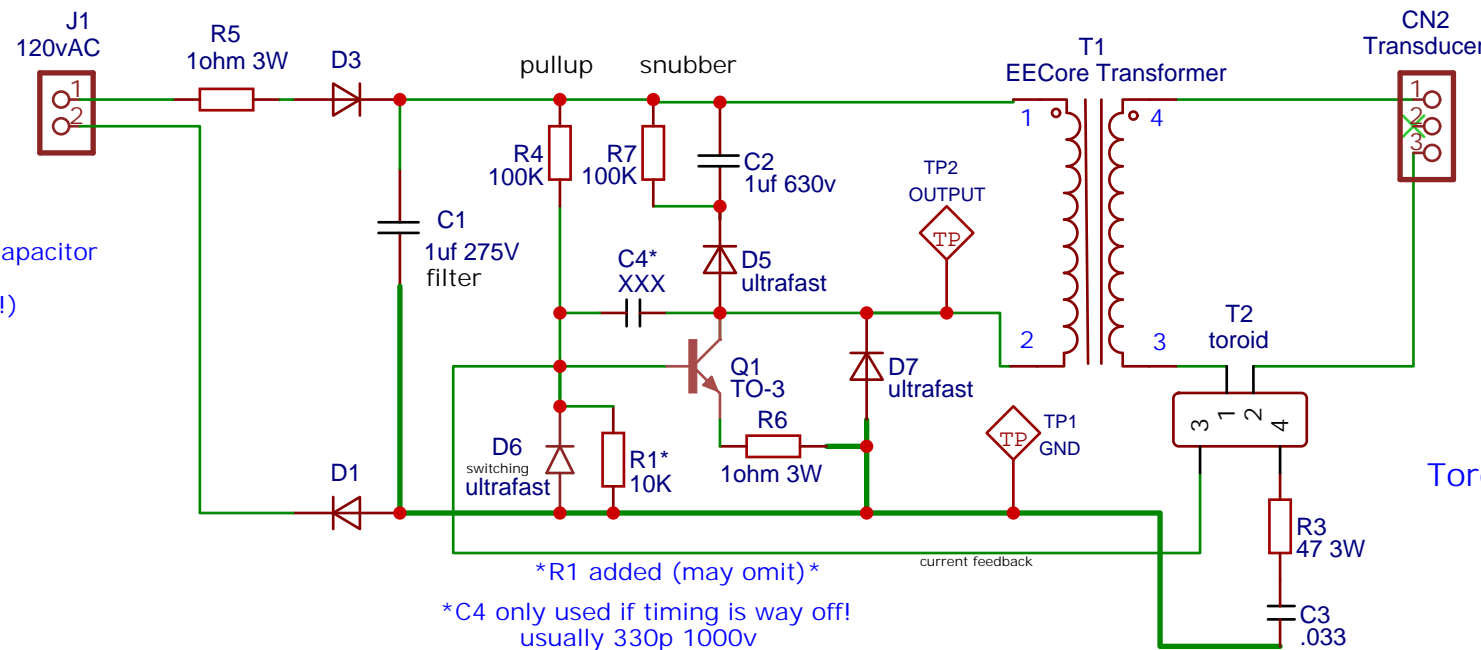 J1
120vAC
R5
1ohm 3W
D3
pullup
snubber
T1
EECore Transformer
CN2
Transducer
1
2
1
4
1
2
3
R4
100K
R7
100K
C2
1uf 630v
TP2
OUTPUT
TP
C1
1uf 275V
filter
apacitor
!)
C4*
XXX
D5
ultrafast
2
3
T2
toroid
Q1
TO-3
D7
ultrafast
R6
1ohm 3W
TP
TP1
GND
3
1
2
4
D6
switching
ultrafast
R1*
10K
D1
Tor
R3
47 3W
current feedback
*R1 added (may omit)*
*C4 only used if timing is way off!
usually 330p 1000v
C3
.033